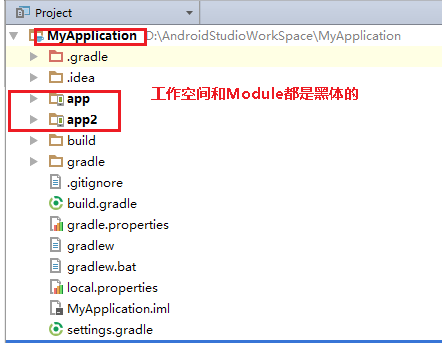 Project
MyApplication D:\AndroidStudioWorkSpace\MyApplication
.gradle
.idea
app
工作空间和Module都是黑体的
app2
build
gradle
.gitignore
build.gradle
gradle.properties
gradlew
gradlew.bat
local.properties
MyApplication.iml
settings.gradle